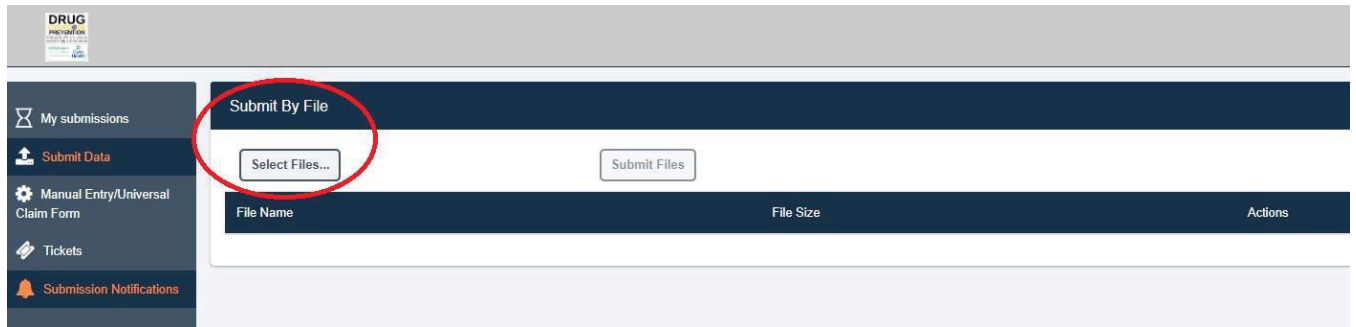 DRUG
PREVENTION
My submissions
Submit Data
Manual Entry/Universal
Claim Form
Tickets
Submission Notifications
Submit By File
Select Files...
Submit Files
File Name
File Size
Actions